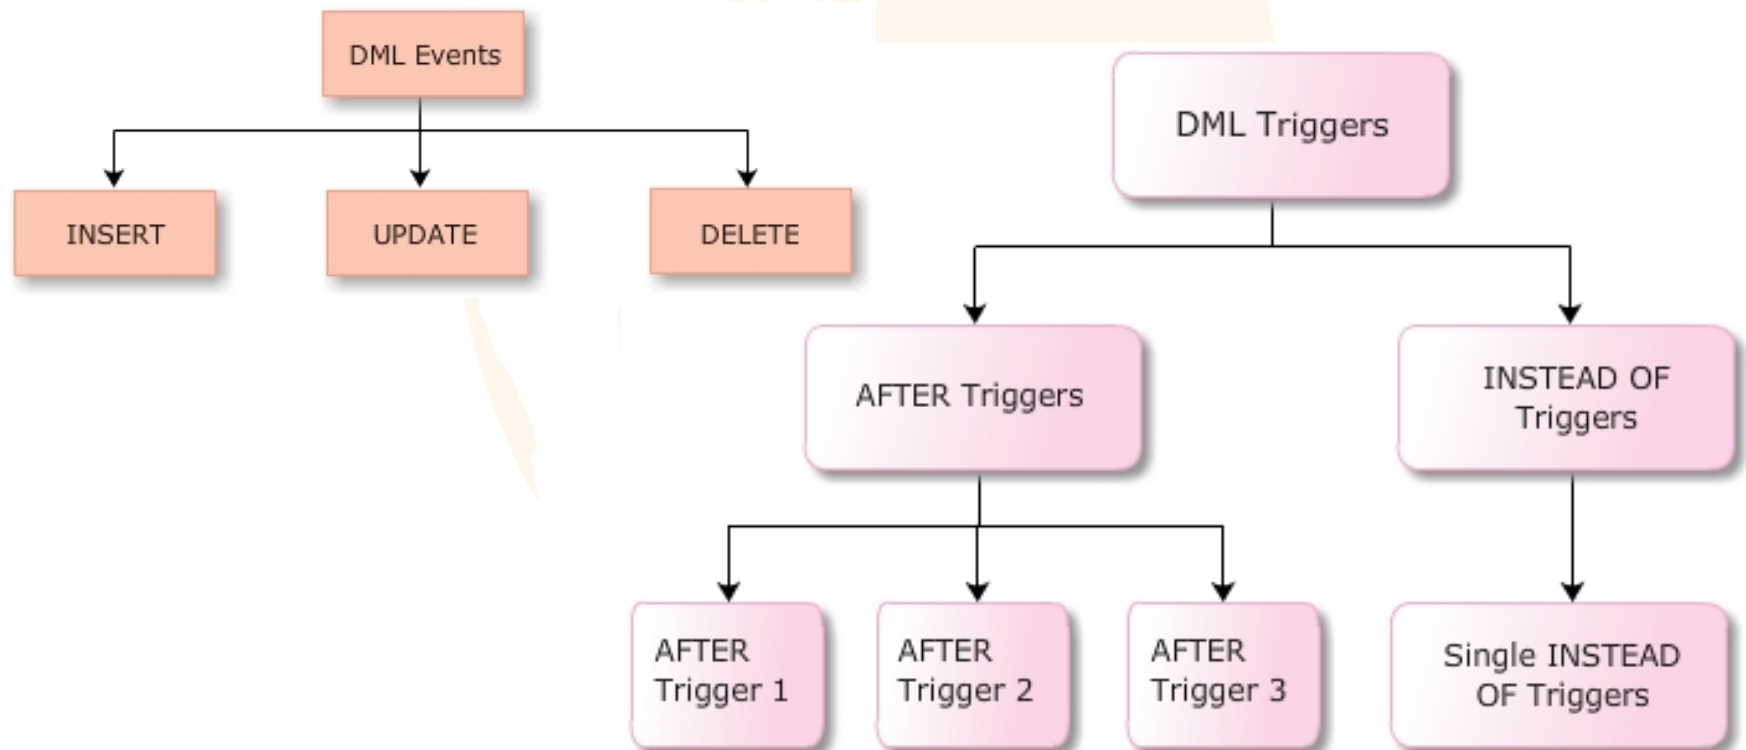 DML Events
INSERT
UPDATE
DELETE
DML Triggers
AFTER Triggers
INSTEAD OF
Triggers
AFTER
Trigger 1
AFTER
Trigger 2
AFTER
Trigger 3
Single INSTEAD
OF Triggers